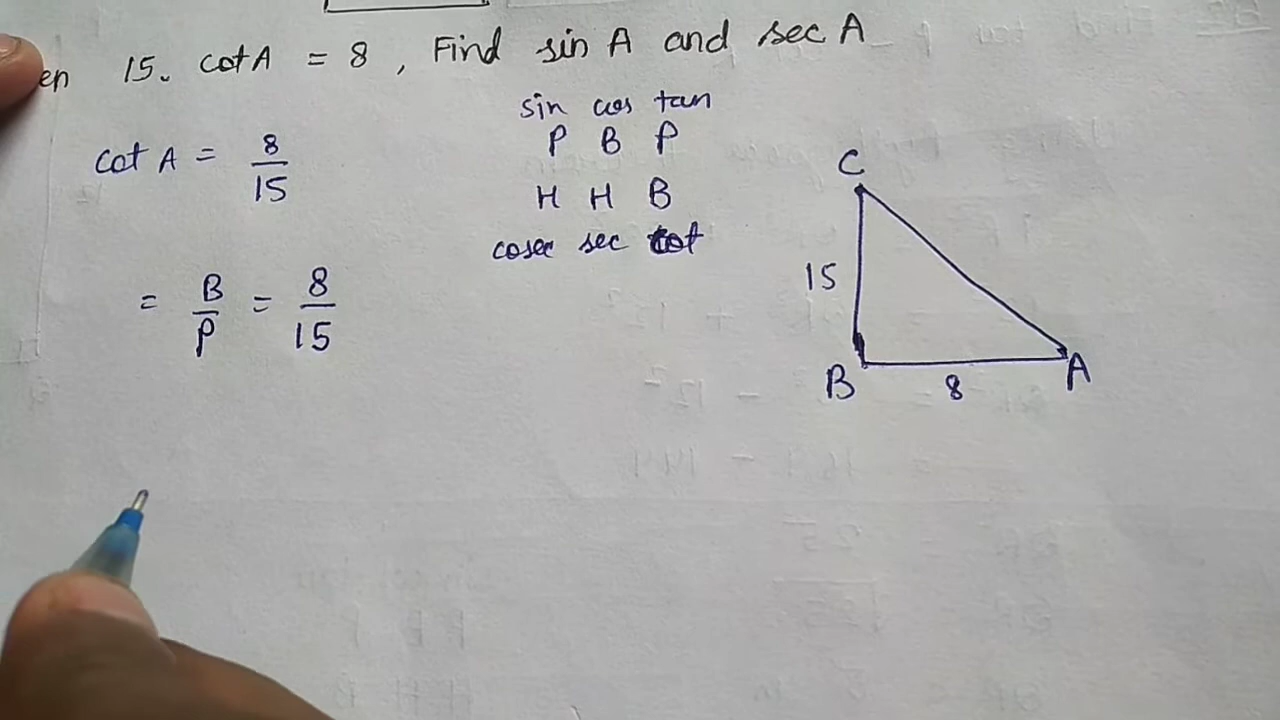 en 15. cot A = 8, Find sin A and sec A
cot A = 8/15
= B/P = 8/15
sin cos tan
P B P
H H B
cosec sec cot
C
15
B 8 A